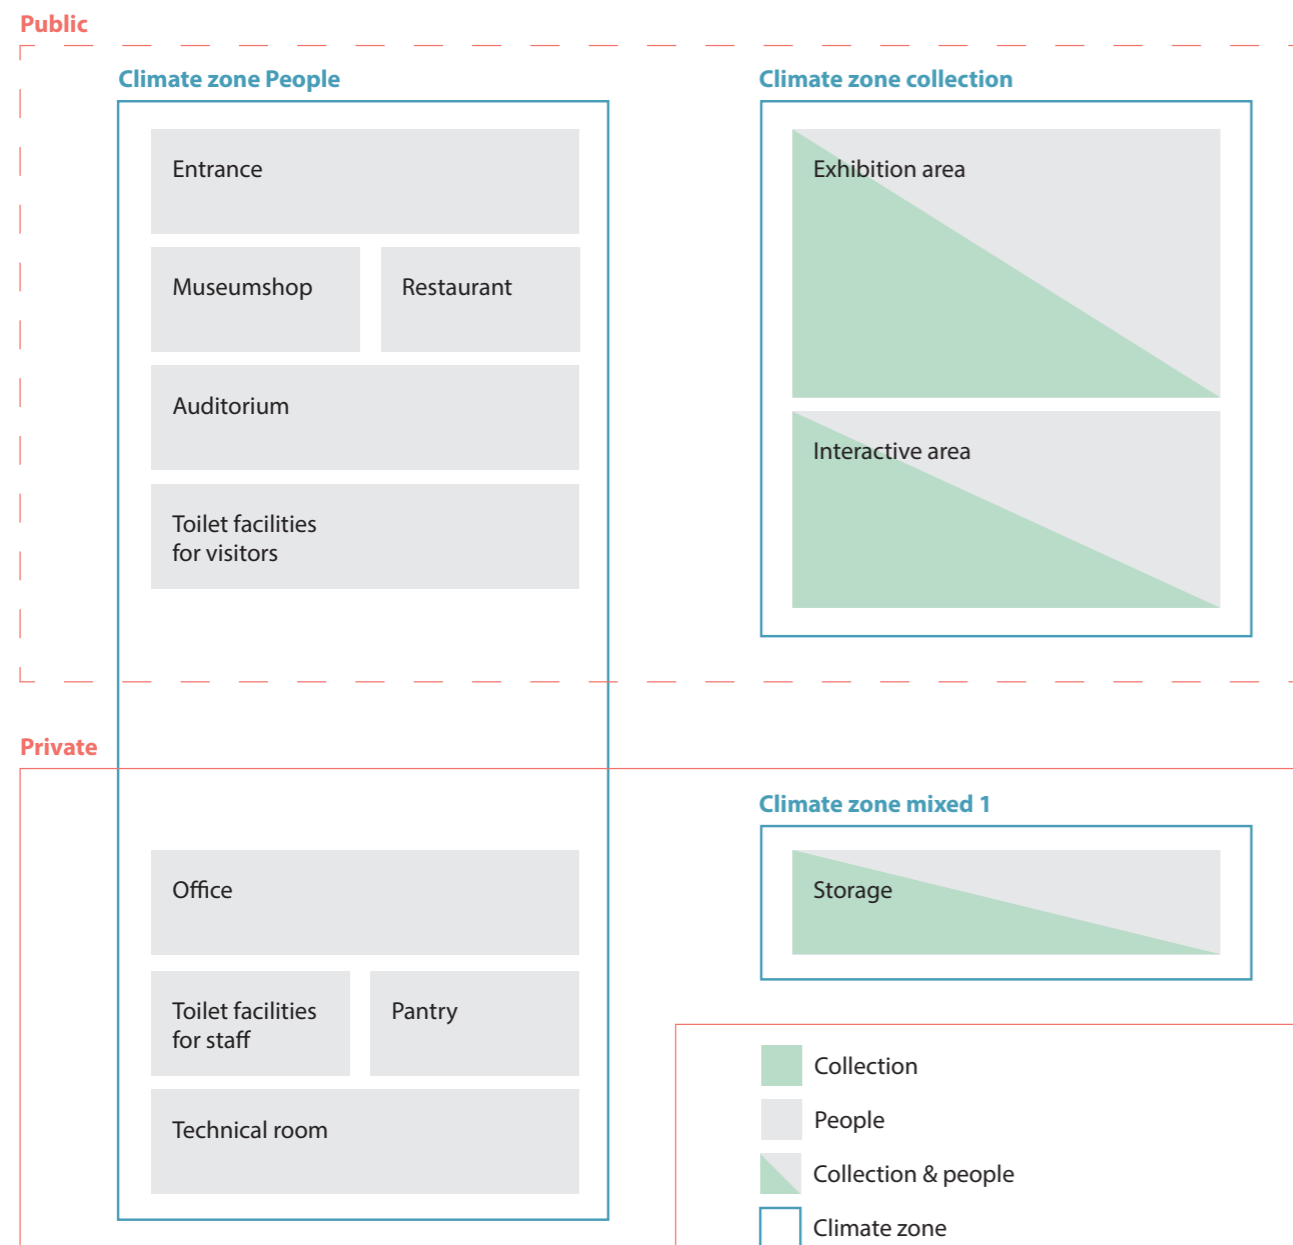 Public
Climate zone People
Climate zone collection
Entrance
Exhibition area
Museumshop
Restaurant
Auditorium
Interactive area
Toilet facilities
for visitors
Private
Climate zone mixed 1
Office
Storage
Toilet facilities
for staff
Pantry
Technical room
Collection
People
Collection & people
Climate zone